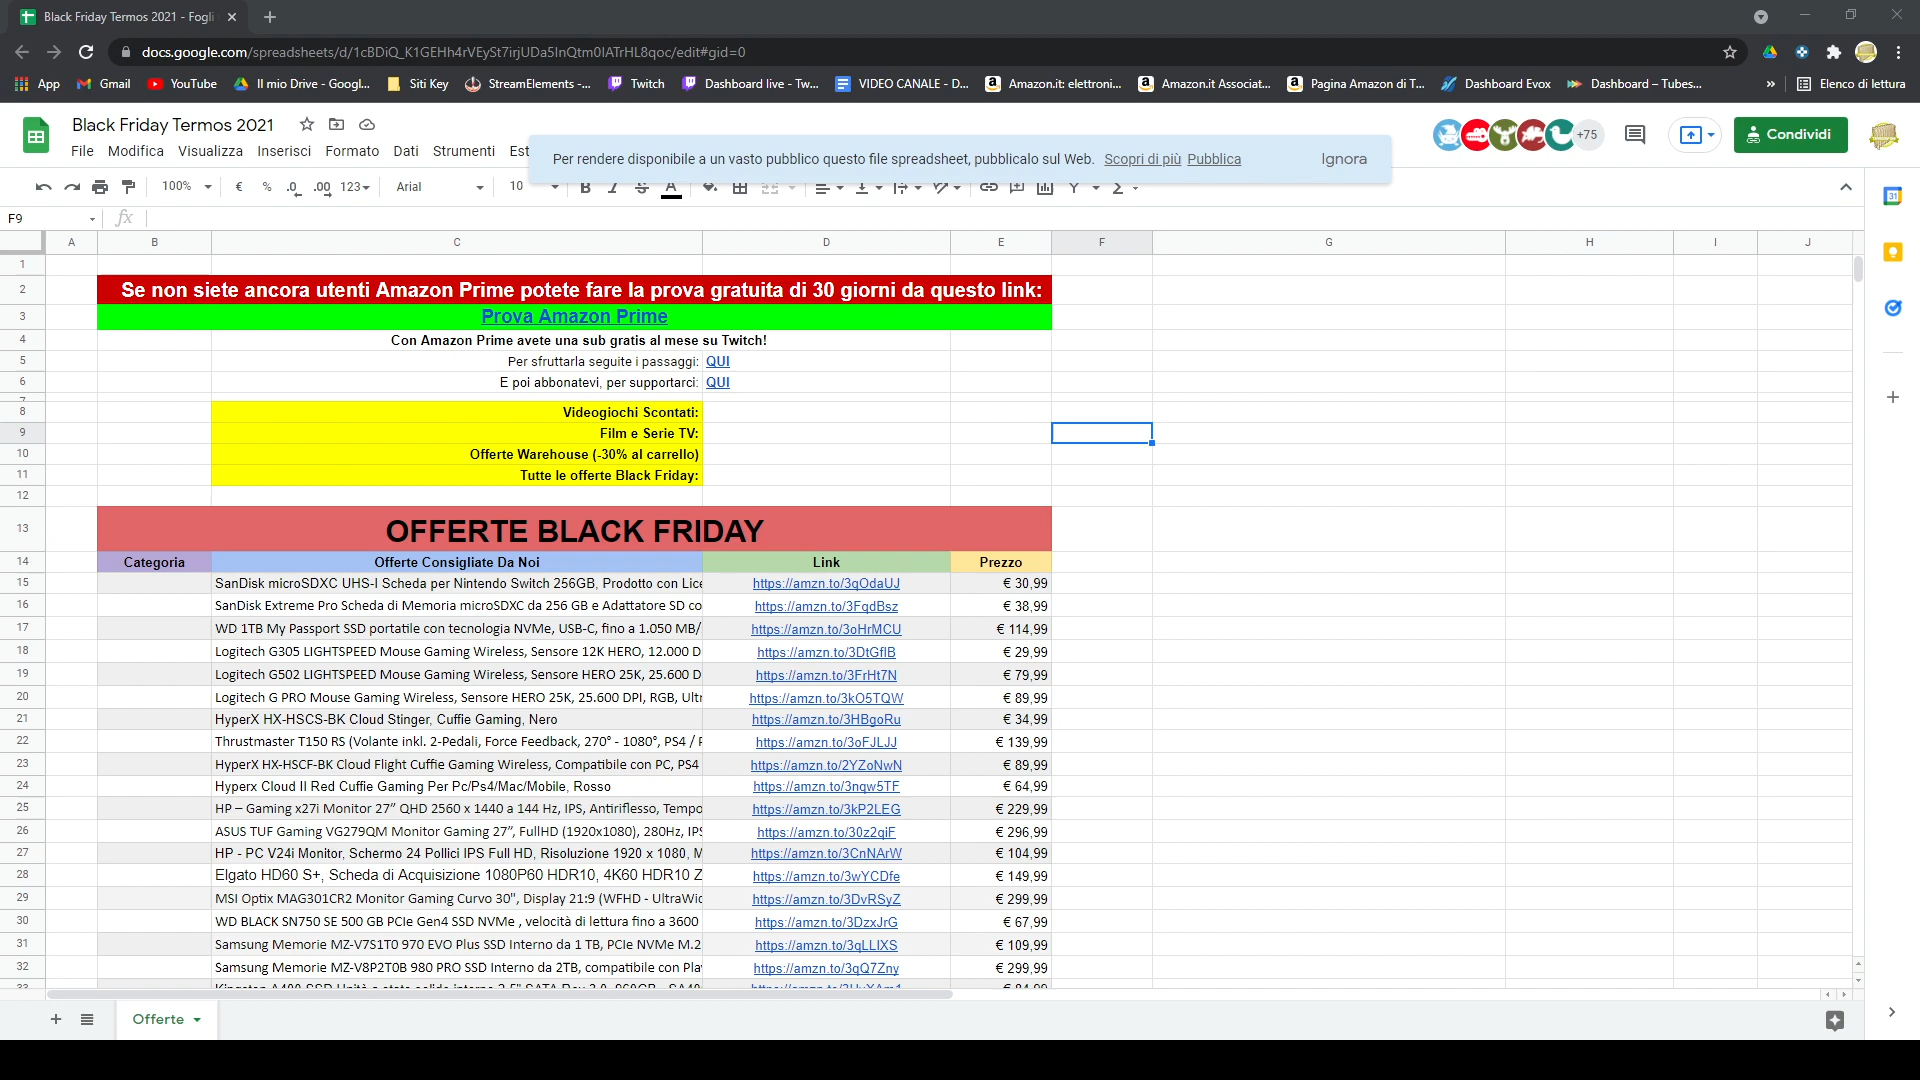 Black Friday Termos 2021 - Fogli
docs.google.com/spreadsheets/d/1cBDiQ_K1GEHh4rVEySt7irjUDa5InQtm0IATrHL8qoc/edit#gid=0
App Gmail YouTube Il mio Drive - Googl... Siti Key StreamElements -... Twitch Dashboard live - Tw... VIDEO CANALE - D... Amazon.it: elettroni... Amazon.it Associat... Pagina Amazon di T... Dashboard Evox Dashboard – Tubes... » Elenco di lettura
Black Friday Termos 2021
+75 Condividi
File Modifica Visualizza Inserisci Formato Dati Strumenti Est
Per rendere disponibile a un vasto pubblico questo file spreadsheet, pubblicalo sul Web. Scopri di più Pubblica Ignora
100% € % .0 .00 123 Arial 10 B I S A
F9 fx
A B C D E F G H I J
1
2 Se non siete ancora utenti Amazon Prime potete fare la prova gratuita di 30 giorni da questo link:
3 Prova Amazon Prime
4 Con Amazon Prime avete una sub gratis al mese su Twitch!
5 Per sfruttarla seguite i passaggi: QUI
6 E poi abbonatevi, per supportarci: QUI
8 Videogiochi Scontati:
9 Film e Serie TV:
10 Offerte Warehouse (-30% al carrello)
11 Tutte le offerte Black Friday:
12
13 OFFERTE BLACK FRIDAY
14 Categoria Offerte Consigliate Da Noi Link Prezzo
15 SanDisk microSDXC UHS-I Scheda per Nintendo Switch 256GB, Prodotto con Lice https://amzn.to/3qOdaUJ € 30,99
16 SanDisk Extreme Pro Scheda di Memoria microSDXC da 256 GB e Adattatore SD co https://amzn.to/3FqdBsz € 38,99
17 WD 1TB My Passport SSD portatile con tecnologia NVMe, USB-C, fino a 1.050 MB/ https://amzn.to/3oHrMCU € 114,99
18 Logitech G305 LIGHTSPEED Mouse Gaming Wireless, Sensore 12K HERO, 12.000 D https://amzn.to/3DtGflB € 29,99
19 Logitech G502 LIGHTSPEED Mouse Gaming Wireless, Sensore HERO 25K, 25.600 D https://amzn.to/3FrHt7N € 79,99
20 Logitech G PRO Mouse Gaming Wireless, Sensore HERO 25K, 25.600 DPI, RGB, Ultr https://amzn.to/3kO5TQW € 89,99
21 HyperX HX-HSCS-BK Cloud Stinger, Cuffie Gaming, Nero https://amzn.to/3HBgoRu € 34,99
22 Thrustmaster T150 RS (Volante inkl. 2-Pedali, Force Feedback, 270° - 1080°, PS4 / P https://amzn.to/3oFJLJJ € 139,99
23 HyperX HX-HSCF-BK Cloud Flight Cuffie Gaming Wireless, Compatibile con PC, PS4 https://amzn.to/2YZoNwN € 89,99
24 Hyperx Cloud II Red Cuffie Gaming Per Pc/Ps4/Mac/Mobile, Rosso https://amzn.to/3nqw5TF € 64,99
25 HP – Gaming x27i Monitor 27” QHD 2560 x 1440 a 144 Hz, IPS, Antiriflesso, Tempo https://amzn.to/3kP2LEG € 229,99
26 ASUS TUF Gaming VG279QM Monitor Gaming 27”, FullHD (1920x1080), 280Hz, IPS https://amzn.to/30z2qiF € 296,99
27 HP - PC V24i Monitor, Schermo 24 Pollici IPS Full HD, Risoluzione 1920 x 1080, M https://amzn.to/3CnNArW € 104,99
28 Elgato HD60 S+, Scheda di Acquisizione 1080P60 HDR10, 4K60 HDR10 Z https://amzn.to/3wYCDfe € 149,99
29 MSI Optix MAG301CR2 Monitor Gaming Curvo 30", Display 21:9 (WFHD - UltraWid https://amzn.to/3DvRSyZ € 299,99
30 WD BLACK SN750 SE 500 GB PCIe Gen4 SSD NVMe , velocità di lettura fino a 3600 https://amzn.to/3DzxJrG € 67,99
31 Samsung Memorie MZ-V7S1T0 970 EVO Plus SSD Interno da 1 TB, PCIe NVMe M.2 https://amzn.to/3qLLIXS € 109,99
32 Samsung Memorie MZ-V8P2T0B 980 PRO SSD Interno da 2TB, compatibile con Play https://amzn.to/3qQ7Zny € 299,99
Offerte